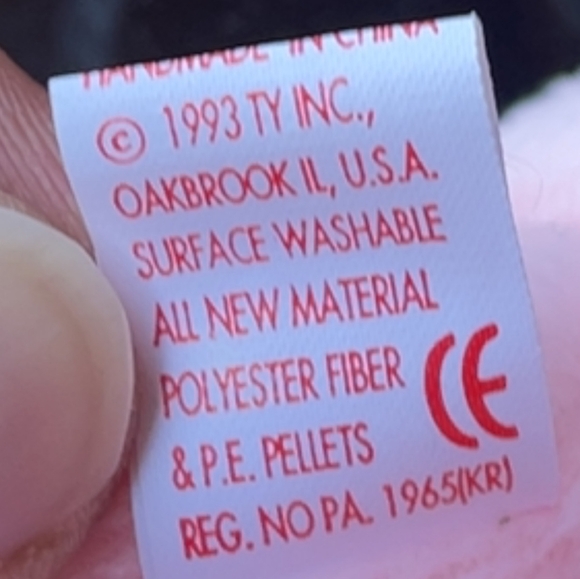 HANDMADE IN CHINA
© 1993 TY INC.,
OAKBROOK IL, U.S.A.
SURFACE WASHABLE
ALL NEW MATERIAL
POLYESTER FIBER
& P.E. PELLETS
CE
REG. NO PA. 1965(KR)